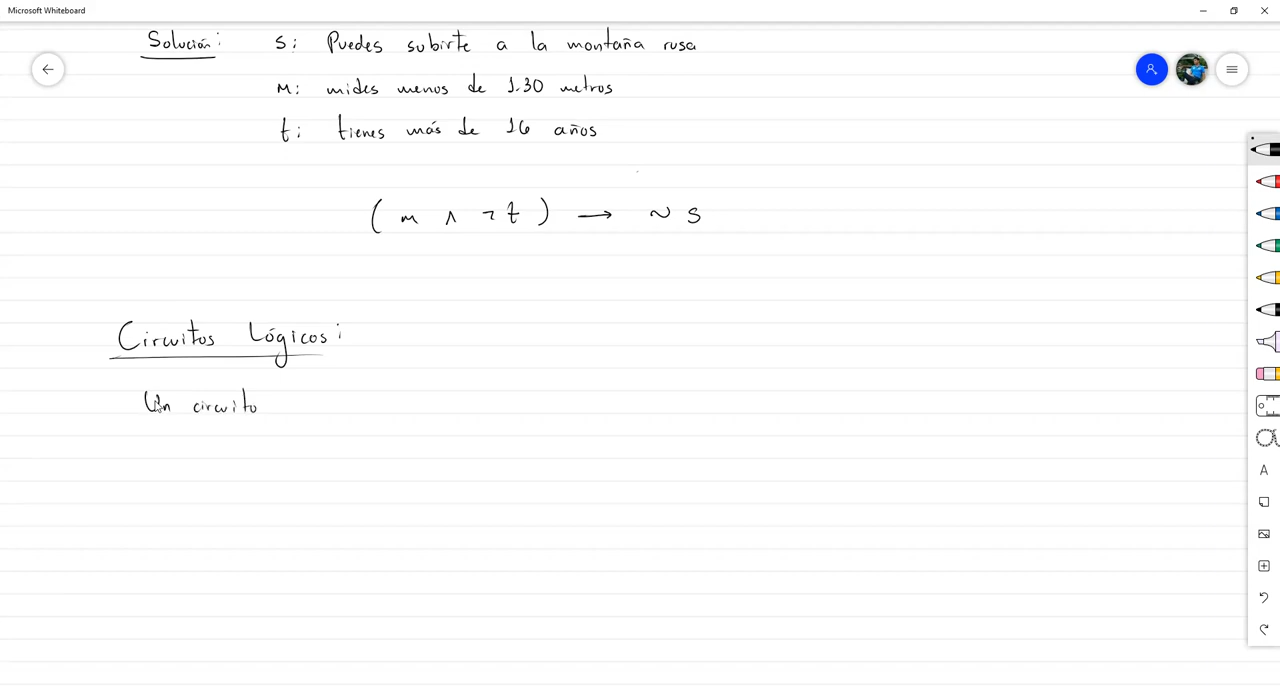 Microsoft Whiteboard
Solución: s: Puedes subirte a la montaña rusa
m: mides menos de 1.30 metros
t: tienes más de 16 años
( m ∧ ¬ t ) → ~ s
Circuitos Lógicos:
Un circuito
A